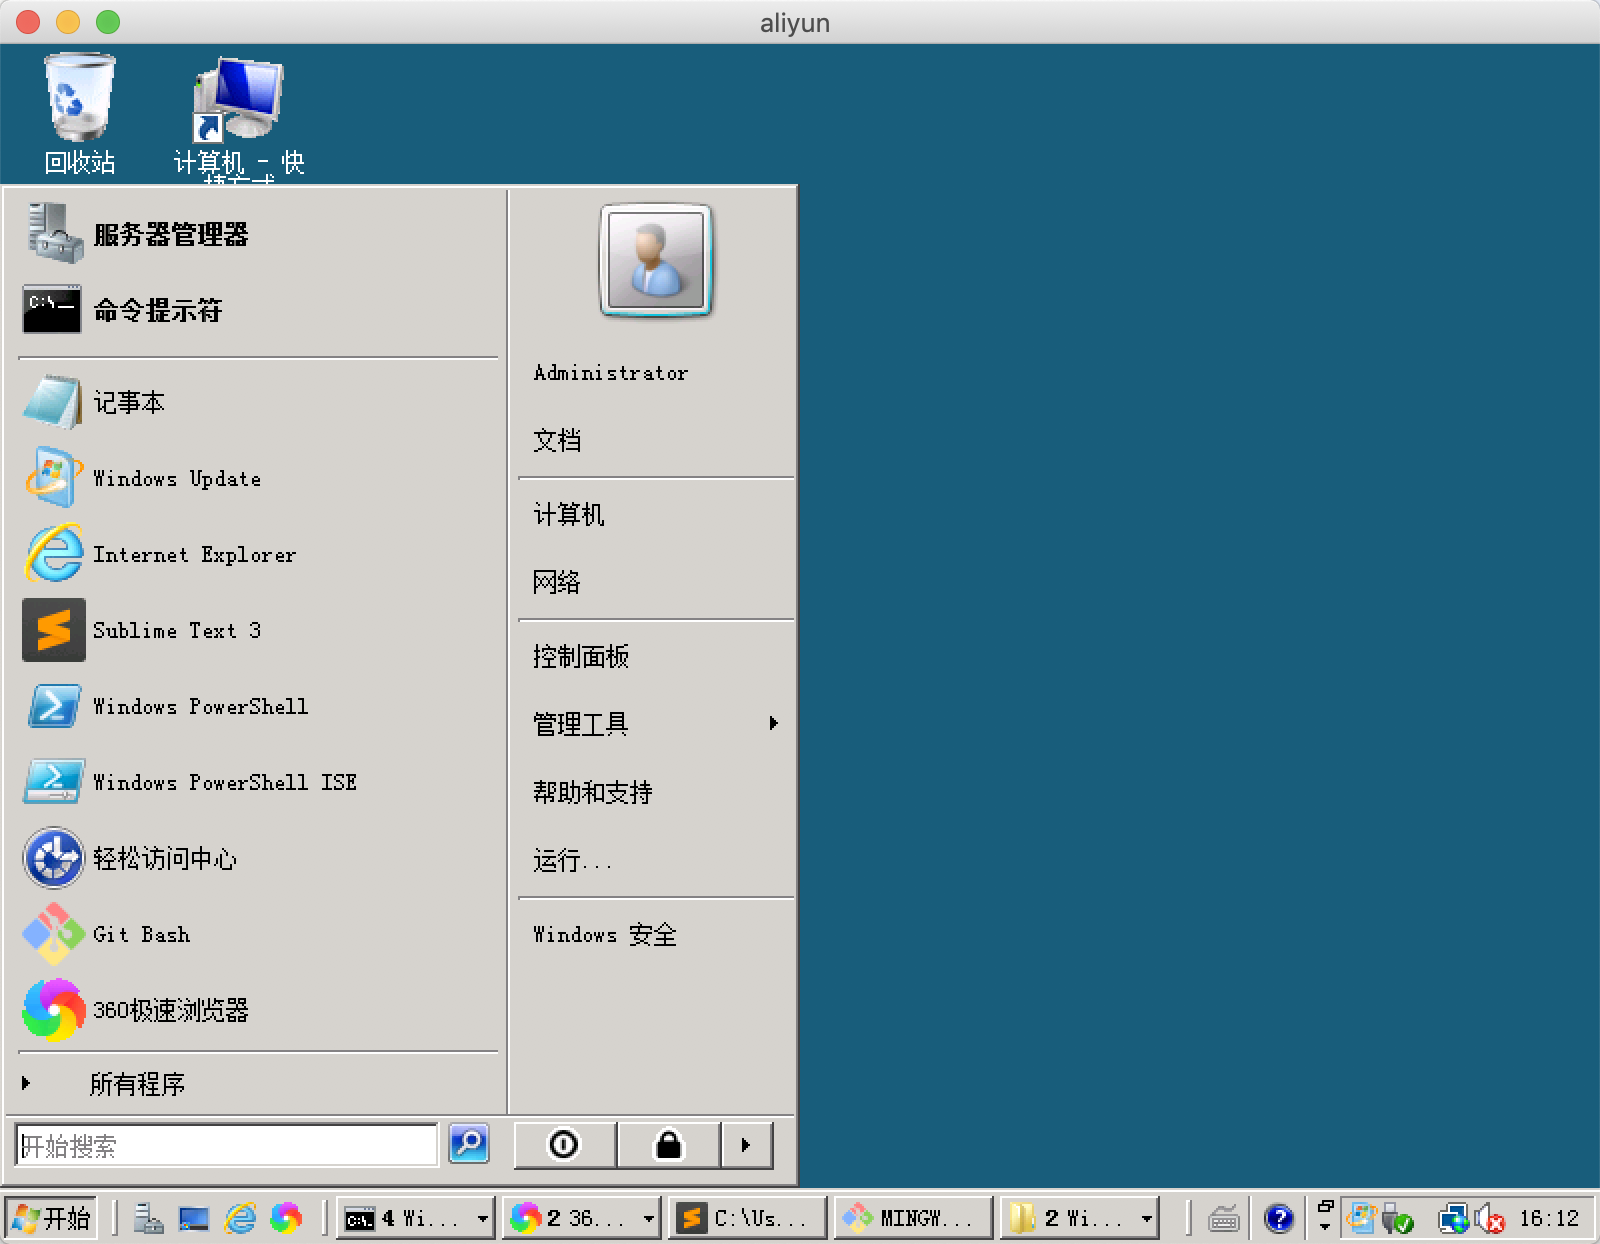 aliyun
回收站
计算机 - 快
捷方式
服务器管理器
C:\_
命令提示符
记事本
Windows Update
Internet Explorer
Sublime Text 3
Windows PowerShell
Windows PowerShell ISE
轻松访问中心
Git Bash
360极速浏览器
所有程序
开始搜索
Administrator
文档
计算机
网络
控制面板
管理工具
帮助和支持
运行...
Windows 安全
开始
C:\.
4 Wi...
2 36...
C:\Us...
MINGW...
2 Wi...
16:12